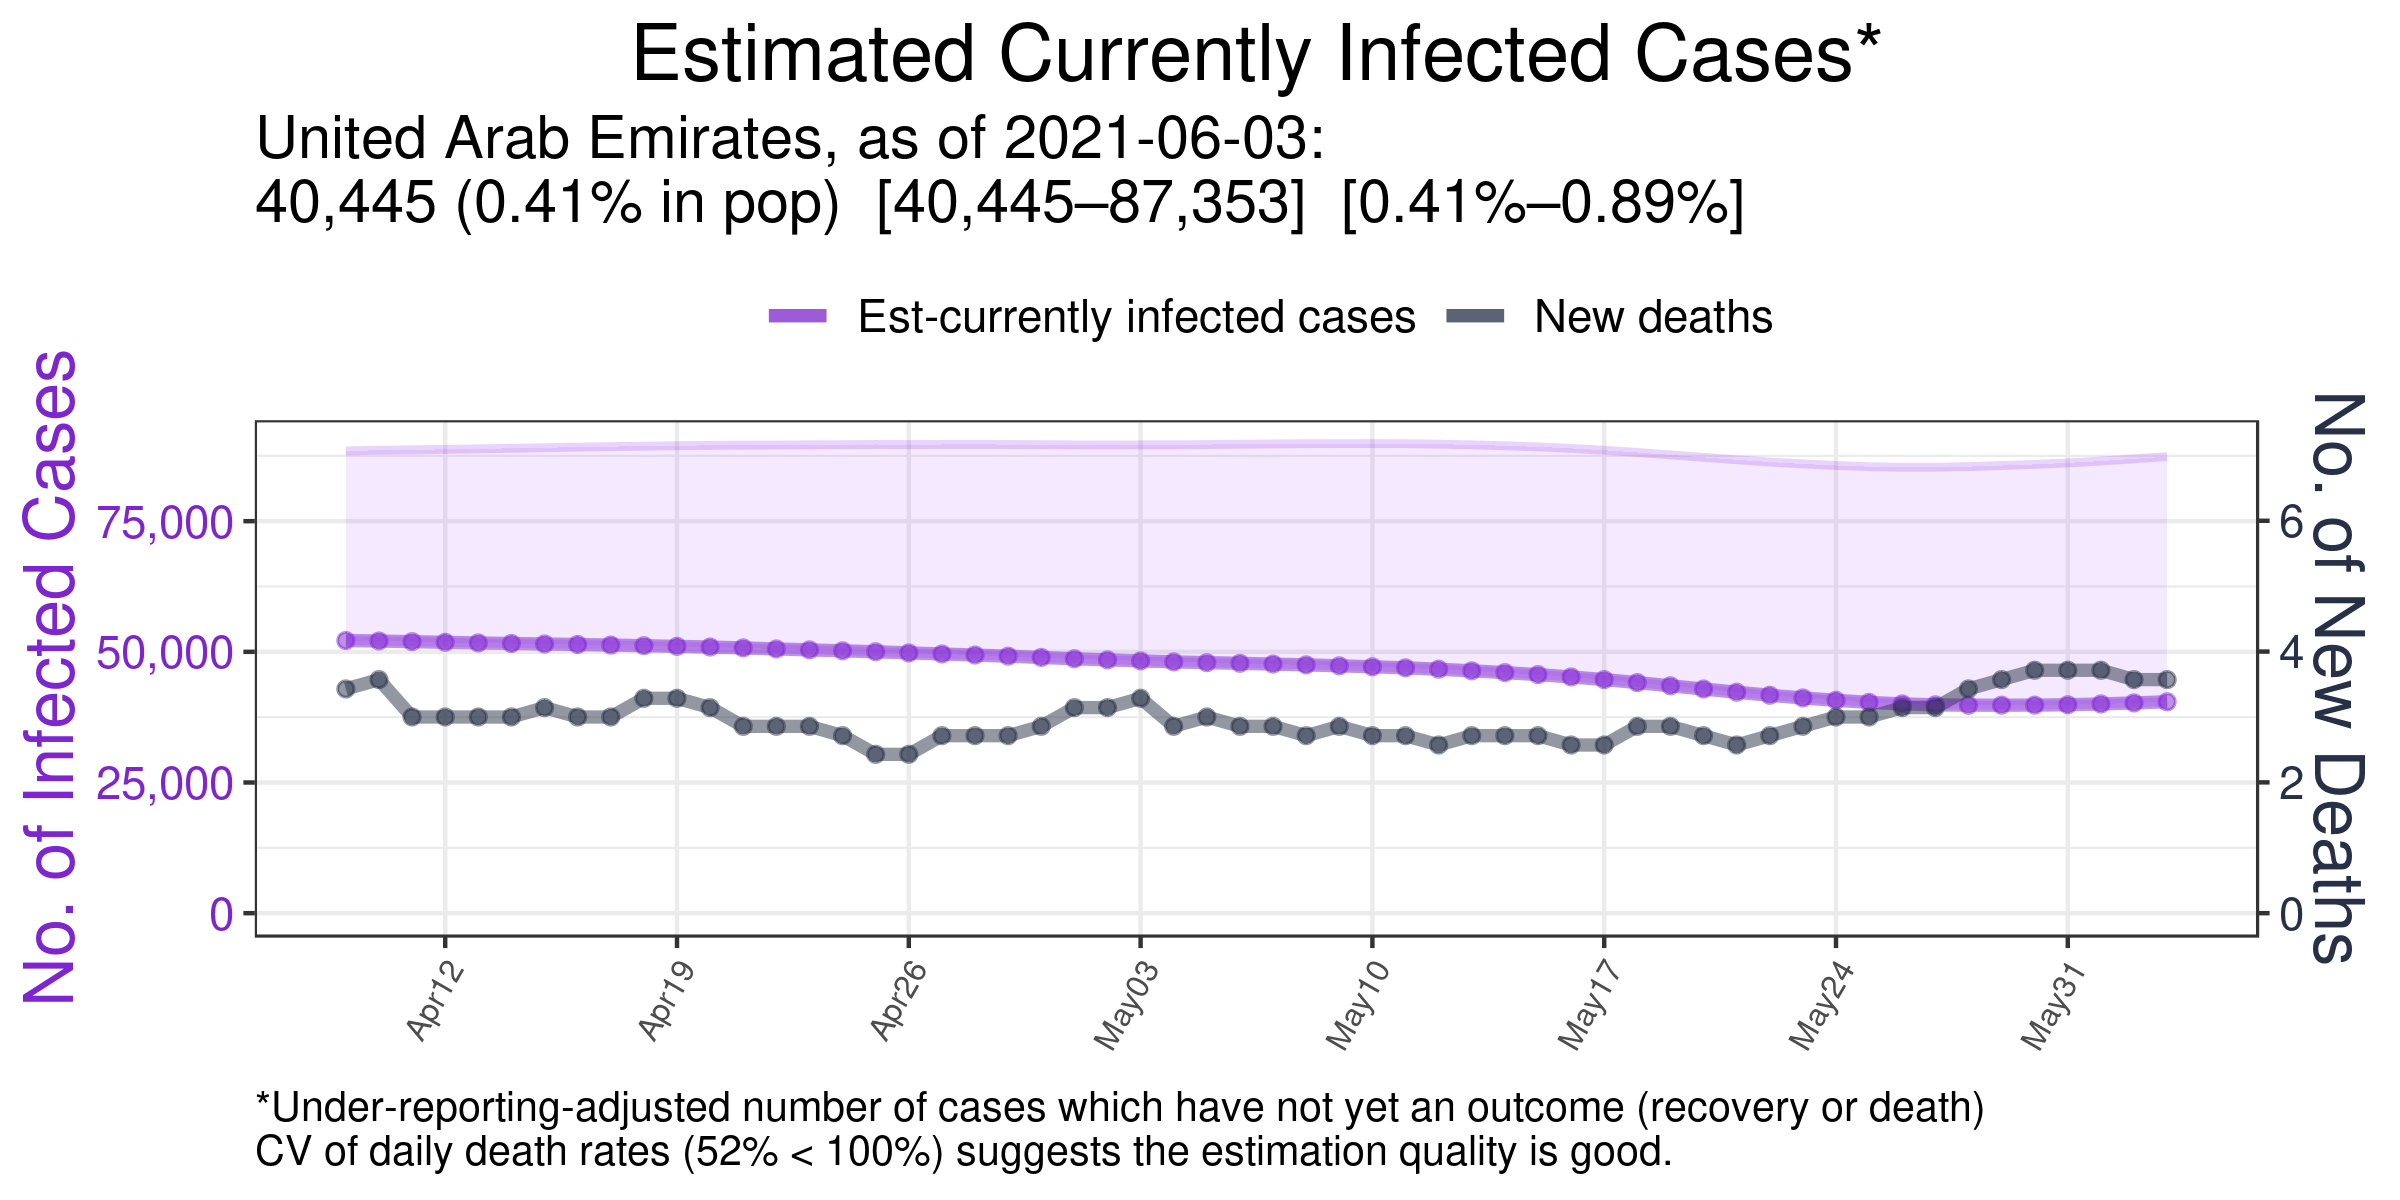 Estimated Currently Infected Cases*
United Arab Emirates, as of 2021-06-03:
40,445 (0.41% in pop)  [40,445–87,353]  [0.41%–0.89%]
Est-currently infected cases
New deaths
No. of Infected Cases
75,000
50,000
25,000
0
6
4
2
0
No. of New Deaths
Apr12
Apr19
Apr26
May03
May10
May17
May24
May31
*Under-reporting-adjusted number of cases which have not yet an outcome (recovery or death)
CV of daily death rates (52% < 100%) suggests the estimation quality is good.